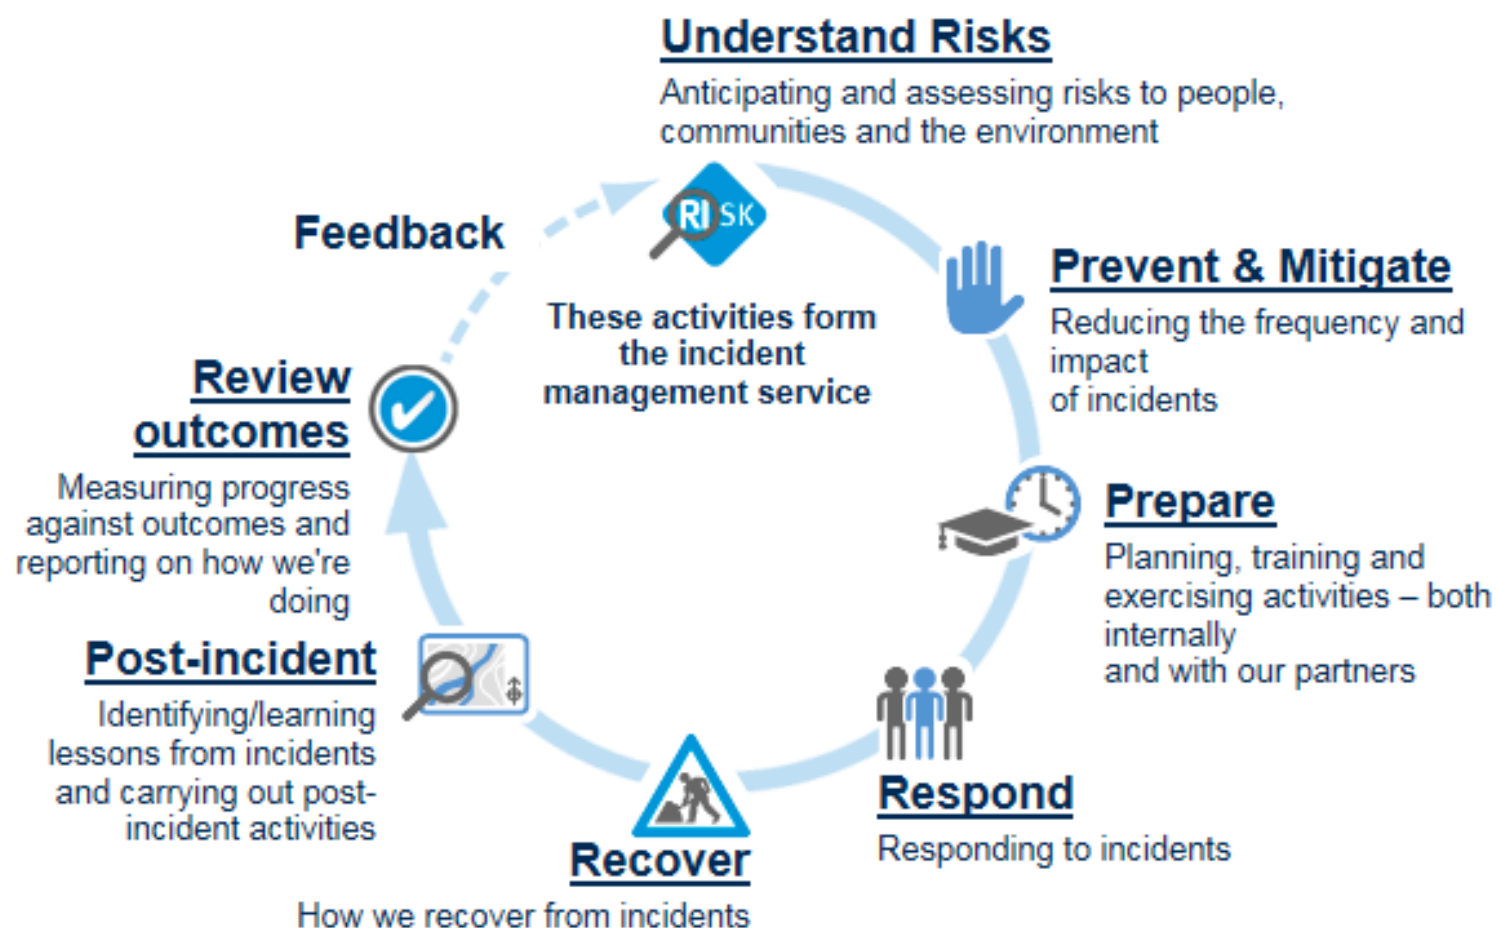 Understand Risks
Anticipating and assessing risks to people,
communities and the environment
RISK
Feedback
These activities form
the incident
management service
Prevent & Mitigate
Reducing the frequency and
impact
of incidents
Prepare
Planning, training and
exercising activities – both
internally
and with our partners
Respond
Responding to incidents
Recover
How we recover from incidents
Post-incident
Identifying/learning
lessons from incidents
and carrying out post-
incident activities
Review
outcomes
Measuring progress
against outcomes and
reporting on how we're
doing